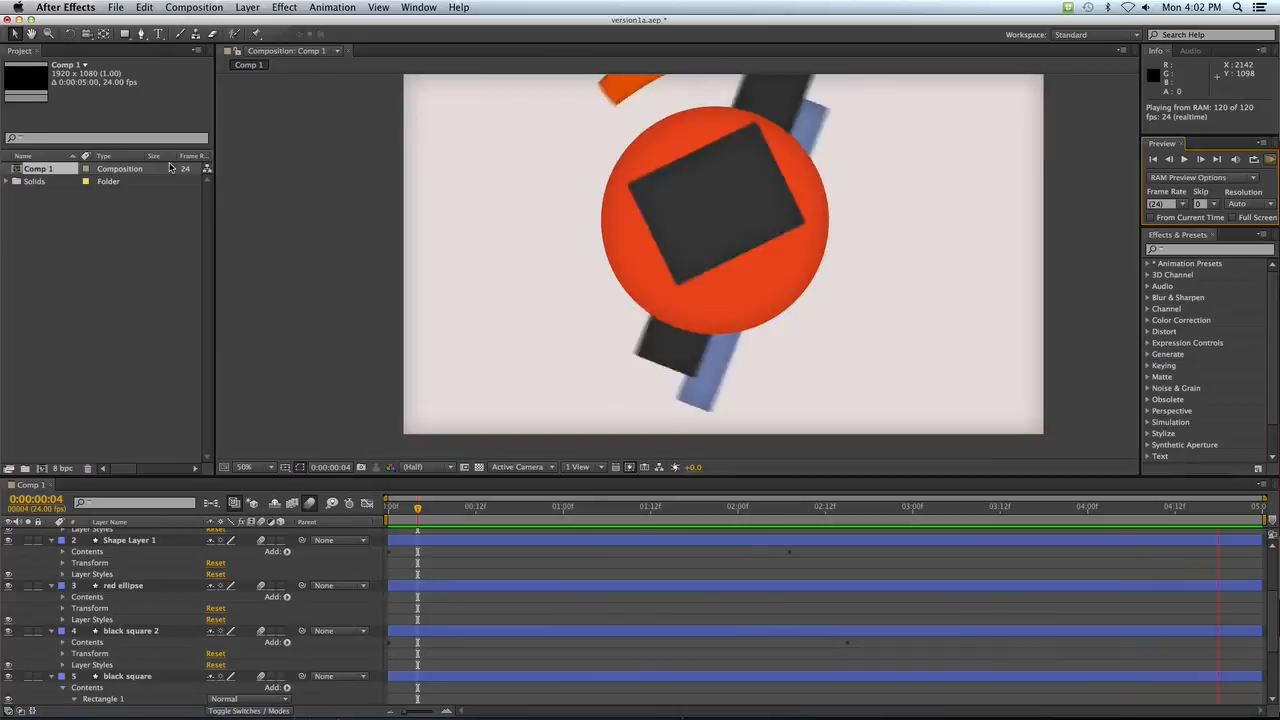 After Effects File Edit Composition Layer Effect Animation View Window Help Mon 4:02 PM
version1a.aep *
Workspace: Standard Search Help
Project Composition: Comp 1 Info Audio
Comp 1 Comp 1
1920 x 1080 (1.00)
Δ 0:00:05:00, 24.00 fps
R : X : 2142
G : Y : 1098
B :
A : 0
Playing from RAM: 120 of 120
fps: 24 (realtime)
Preview
Name Type Size Frame R...
Comp 1 Composition 24
Solids Folder
RAM Preview Options
Frame Rate Skip Resolution
(24) 0 Auto
From Current Time Full Screen
Effects & Presets
* Animation Presets
3D Channel
Audio
Blur & Sharpen
Channel
Color Correction
Distort
Expression Controls
Generate
Keying
Matte
Noise & Grain
Obsolete
Perspective
Simulation
Stylize
Synthetic Aperture
Text
8 bpc 50% 0:00:00:04 (Half) Active Camera 1 View +0.0
Comp 1
0:00:00:04
00004 (24.00 fps)
:00f 00:12f 01:00f 01:12f 02:00f 02:12f 03:00f 03:12f 04:00f 04:12f 05:0
# Layer Name Parent
Layer Styles Reset
2 Shape Layer 1 None
Contents Add:
Transform Reset
Layer Styles Reset
3 red ellipse None
Contents Add:
Transform Reset
Layer Styles Reset
4 black square 2 None
Contents Add:
Transform Reset
Layer Styles Reset
5 black square None
Contents Add:
Rectangle 1 Normal
Toggle Switches / Modes